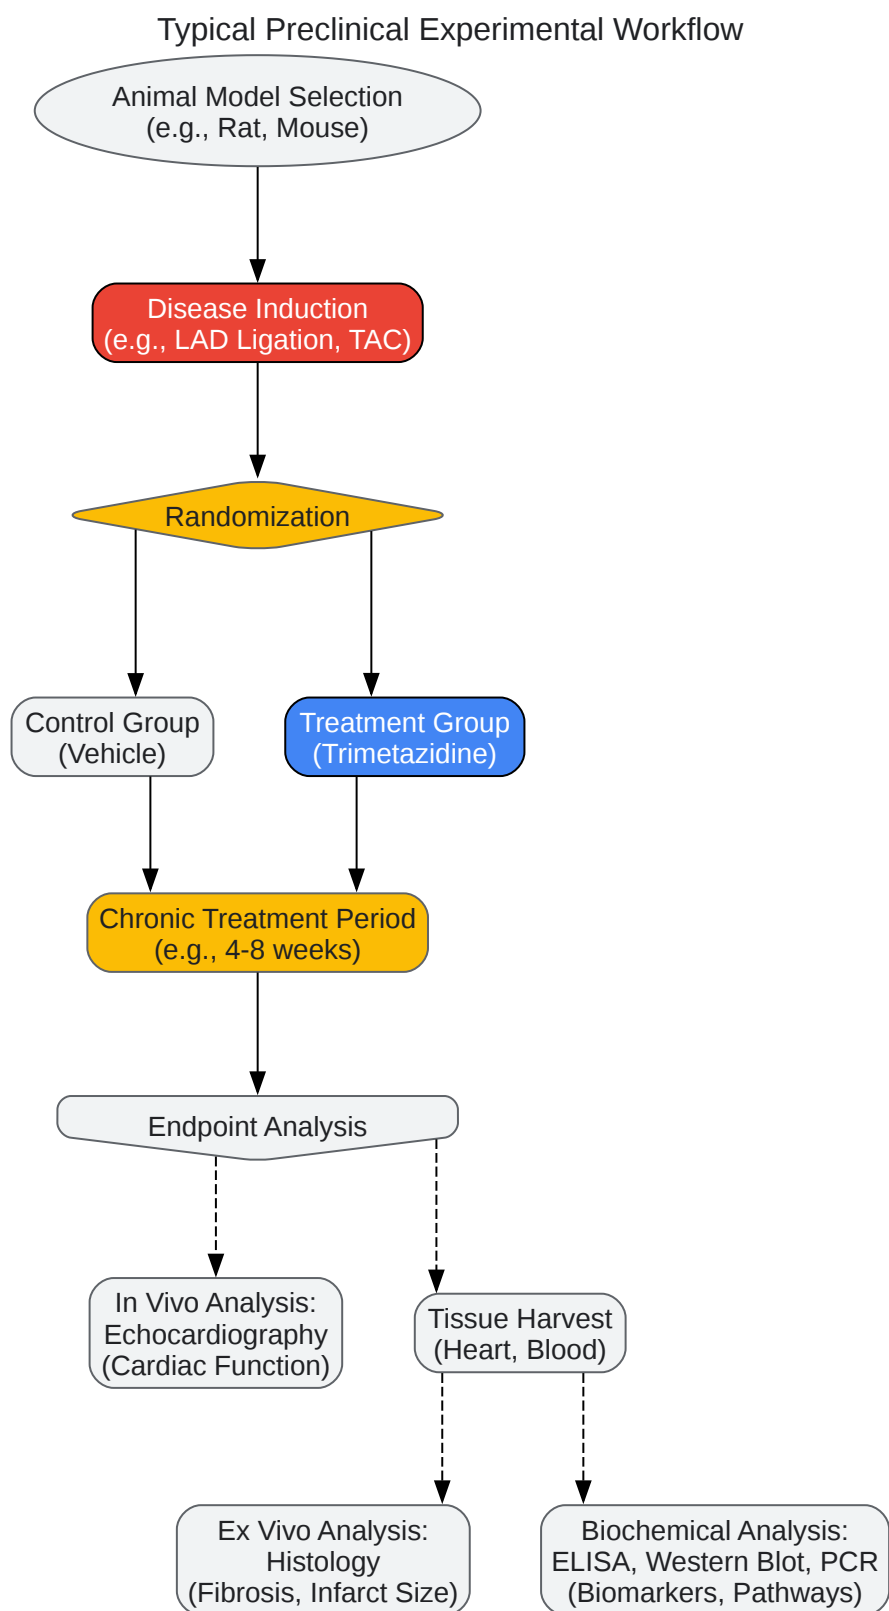 Typical Preclinical Experimental Workflow
Animal Model Selection
(e.g., Rat, Mouse)
Disease Induction
(e.g., LAD Ligation, TAC)
Randomization
Control Group
(Vehicle)
Treatment Group
(Trimetazidine)
Chronic Treatment Period
(e.g., 4-8 weeks)
Endpoint Analysis
In Vivo Analysis:
Echocardiography
(Cardiac Function)
Tissue Harvest
(Heart, Blood)
Ex Vivo Analysis:
Histology
(Fibrosis, Infarct Size)
Biochemical Analysis:
ELISA, Western Blot, PCR
(Biomarkers, Pathways)